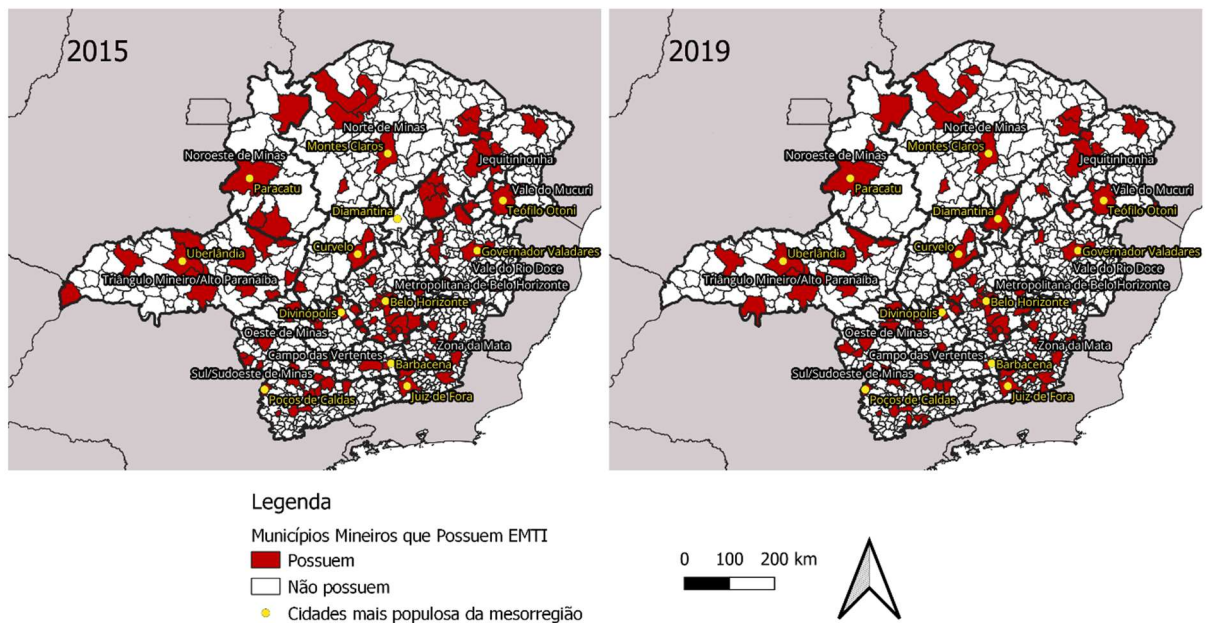 2015
Norte de Minas
Montes Claros
Noroeste de Minas
Jequitinhonha
Paracatu
Vale do Mucuri
Teófilo Otoni
Diamantina
Uberlândia
Curvelo
Governador Valadares
Vale do Rio Doce
Triângulo Mineiro/Alto Paranaíba
Metropolitana de Belo Horizonte
Belo Horizonte
Divinópolis
Oeste de Minas
Zona da Mata
Campo das Vertentes
Barbacena
Sul/Sudoeste de Minas
Poços de Caldas
Juiz de Fora
2019
Norte de Minas
Montes Claros
Noroeste de Minas
Jequitinhonha
Paracatu
Vale do Mucuri
Teófilo Otoni
Diamantina
Uberlândia
Curvelo
Governador Valadares
Vale do Rio Doce
Triângulo Mineiro/Alto Paranaíba
Metropolitana de Belo Horizonte
Belo Horizonte
Divinópolis
Oeste de Minas
Zona da Mata
Campo das Vertentes
Barbacena
Sul/Sudoeste de Minas
Poços de Caldas
Juiz de Fora
Legenda
Municípios Mineiros que Possuem EMTI
Possuem
Não possuem
Cidades mais populosa da mesorregião
0 100 200 km